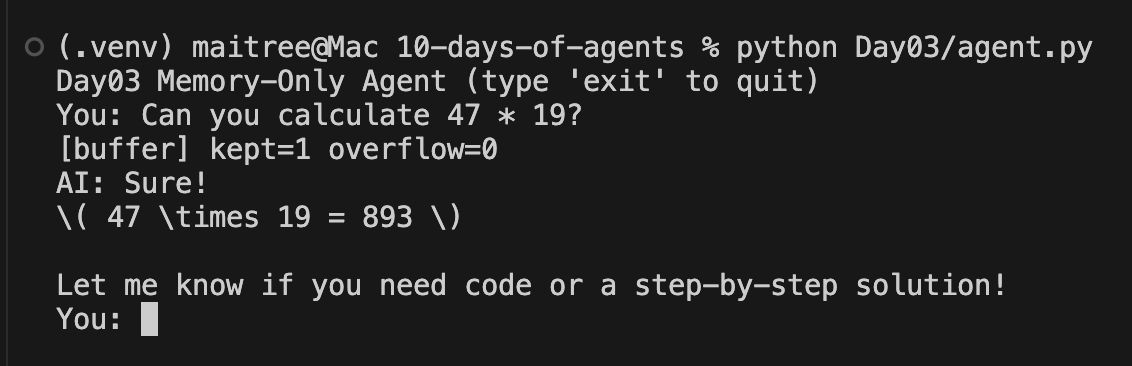 (.venv) maitree@Mac 10-days-of-agents % python Day03/agent.py
Day03 Memory-Only Agent (type 'exit' to quit)
You: Can you calculate 47 * 19?
[buffer] kept=1 overflow=0
AI: Sure!
\( 47 \times 19 = 893 \)
Let me know if you need code or a step-by-step solution!
You: